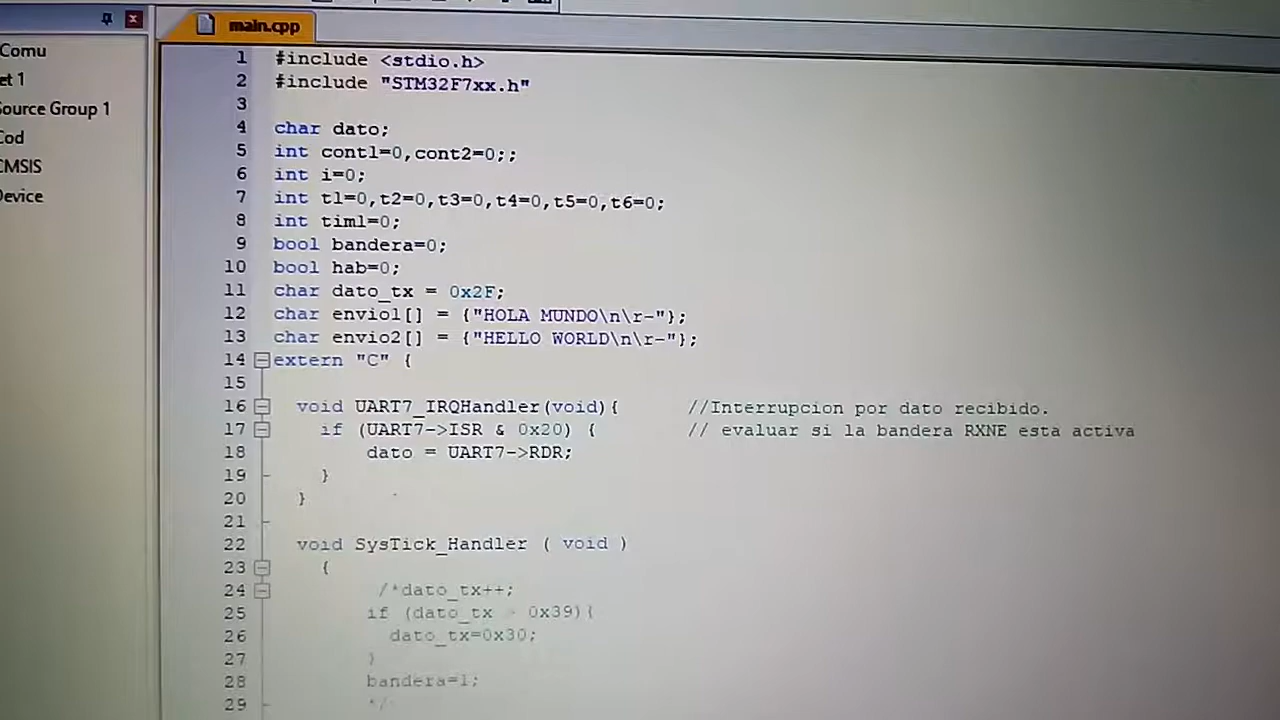 main.cpp
Comu
et 1
Source Group 1
Cod
CMSIS
Device
1 #include <stdio.h>
2 #include "STM32F7xx.h"
3
4 char dato;
5 int cont1=0,cont2=0;;
6 int i=0;
7 int t1=0,t2=0,t3=0,t4=0,t5=0,t6=0;
8 int tim1=0;
9 bool bandera=0;
10 bool hab=0;
11 char dato_tx = 0x2F;
12 char envio1[] = {"HOLA MUNDO\n\r-"};
13 char envio2[] = {"HELLO WORLD\n\r-"};
14 extern "C" {
15
16 void UART7_IRQHandler(void){ //Interrupcion por dato recibido.
17 if (UART7->ISR & 0x20) { // evaluar si la bandera RXNE esta activa
18 dato = UART7->RDR;
19 }
20 }
21
22 void SysTick_Handler ( void )
23 {
24 /*dato_tx++;
25 if (dato_tx > 0x39){
26 dato_tx=0x30;
27 }
28 bandera=1;
29 */